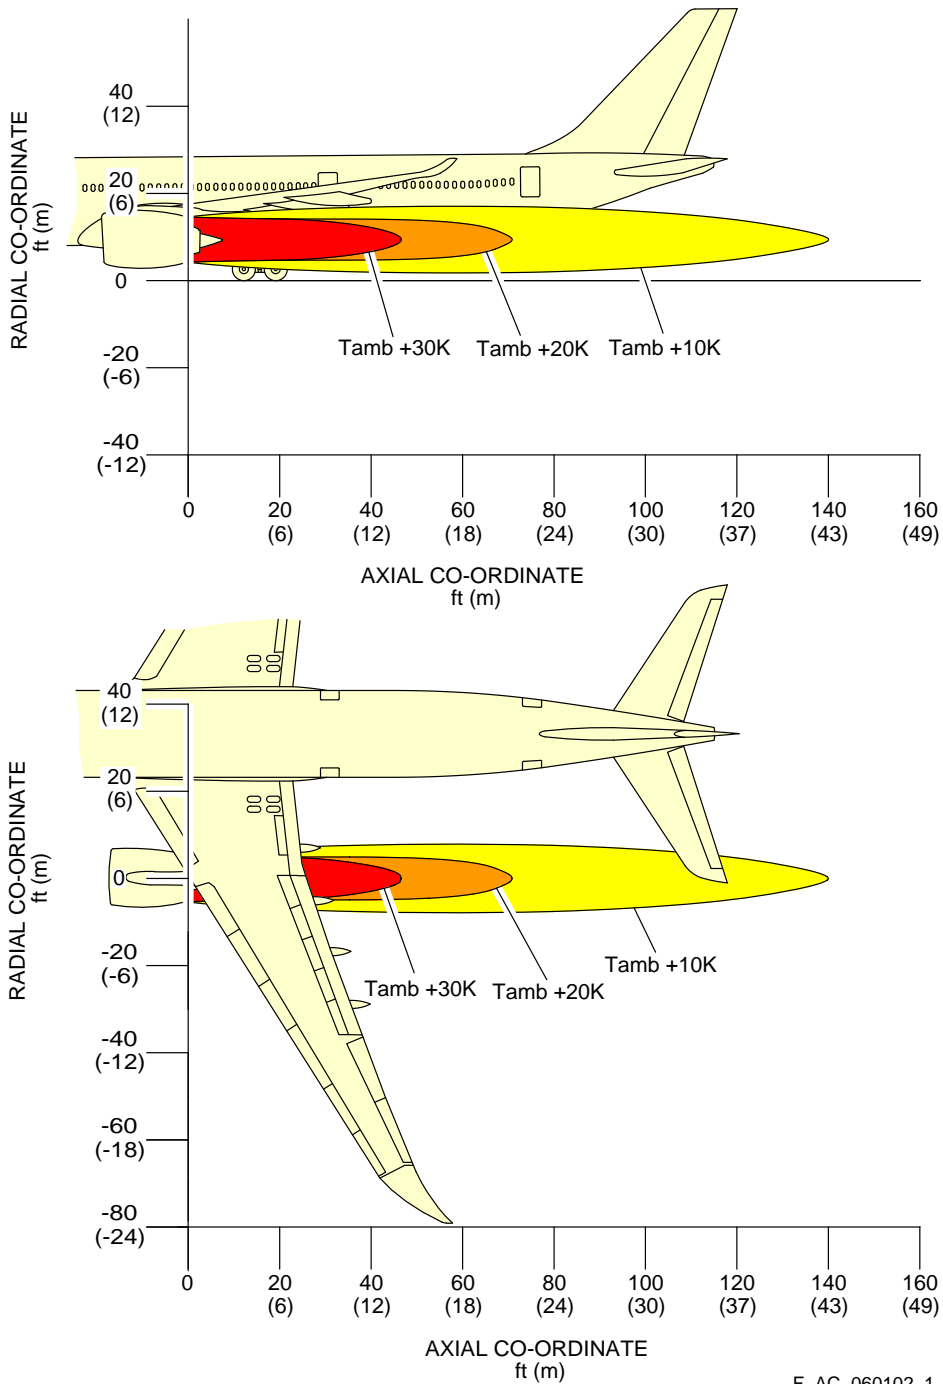 40
(12)
20
(6)
0
-20
(-6)
-40
(-12)
RADIAL CO-ORDINATE
ft (m)
Tamb +30K Tamb +20K Tamb +10K
0 20 40 60 80 100 120 140 160
(6) (12) (18) (24) (30) (37) (43) (49)
AXIAL CO-ORDINATE
ft (m)
40
(12)
20
(6)
0
-20
(-6)
-40
(-12)
-60
(-18)
-80
(-24)
RADIAL CO-ORDINATE
ft (m)
Tamb +30K Tamb +20K Tamb +10K
0 20 40 60 80 100 120 140 160
(6) (12) (18) (24) (30) (37) (43) (49)
AXIAL CO-ORDINATE
ft (m)